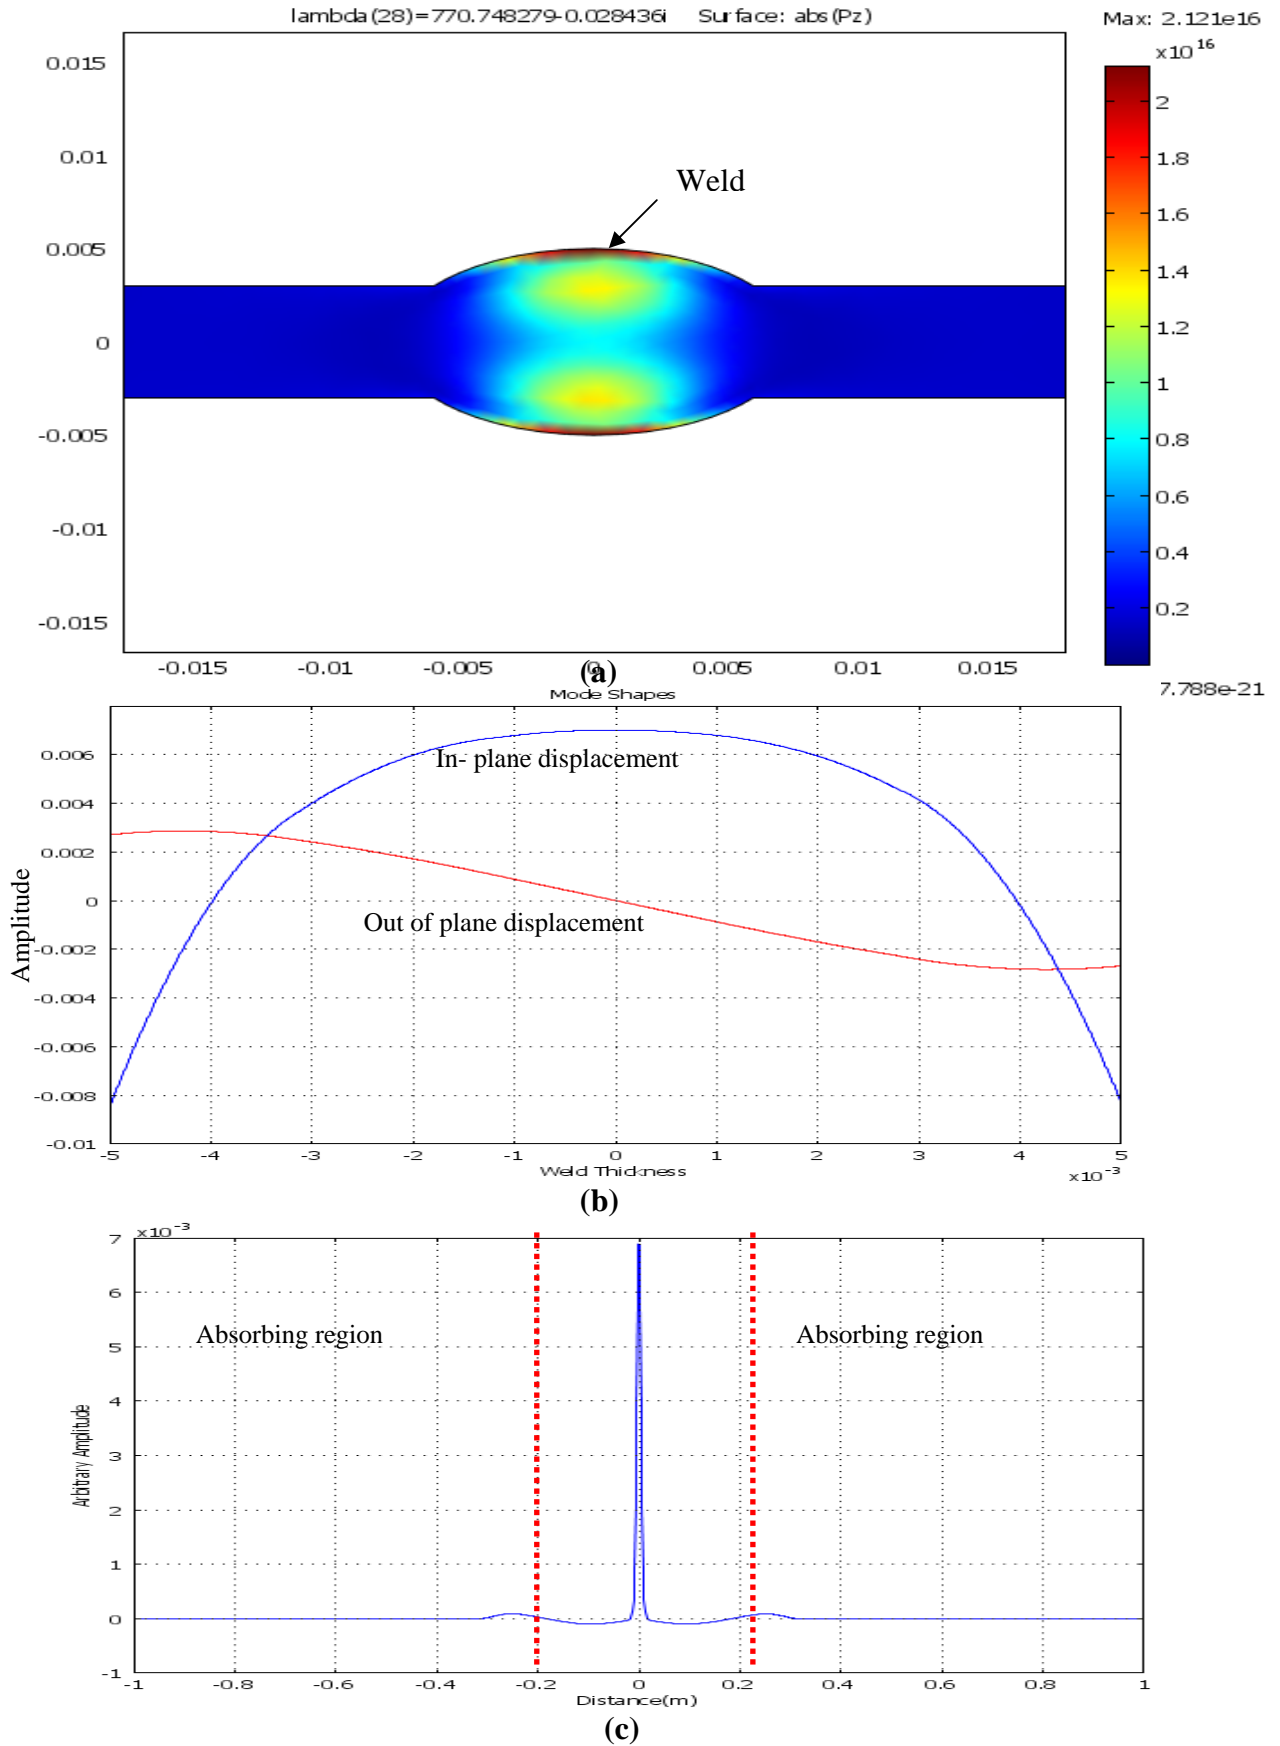 lambda(28)=770.748279-0.028436i Surface: abs(Pz) Max: 2.121e16
x10^16
0.015
0.01
0.005
0
-0.005
-0.01
-0.015
Weld
2
1.8
1.6
1.4
1.2
1
0.8
0.6
0.4
0.2
-0.015 -0.01 -0.005 0 0.005 0.01 0.015
(a)
7.788e-21
Mode Shapes
0.006
0.004
0.002
0
-0.002
-0.004
-0.006
-0.008
-0.01
Amplitude
In- plane displacement
Out of plane displacement
-5 -4 -3 -2 -1 0 1 2 3 4 5
Weld Thickness
x10^-3
(b)
x10^-3
7
6
5
4
3
2
1
0
-1
Arbitrary Amplitude
Absorbing region Absorbing region
-1 -0.8 -0.6 -0.4 -0.2 0 0.2 0.4 0.6 0.8 1
Distance(m)
(c)